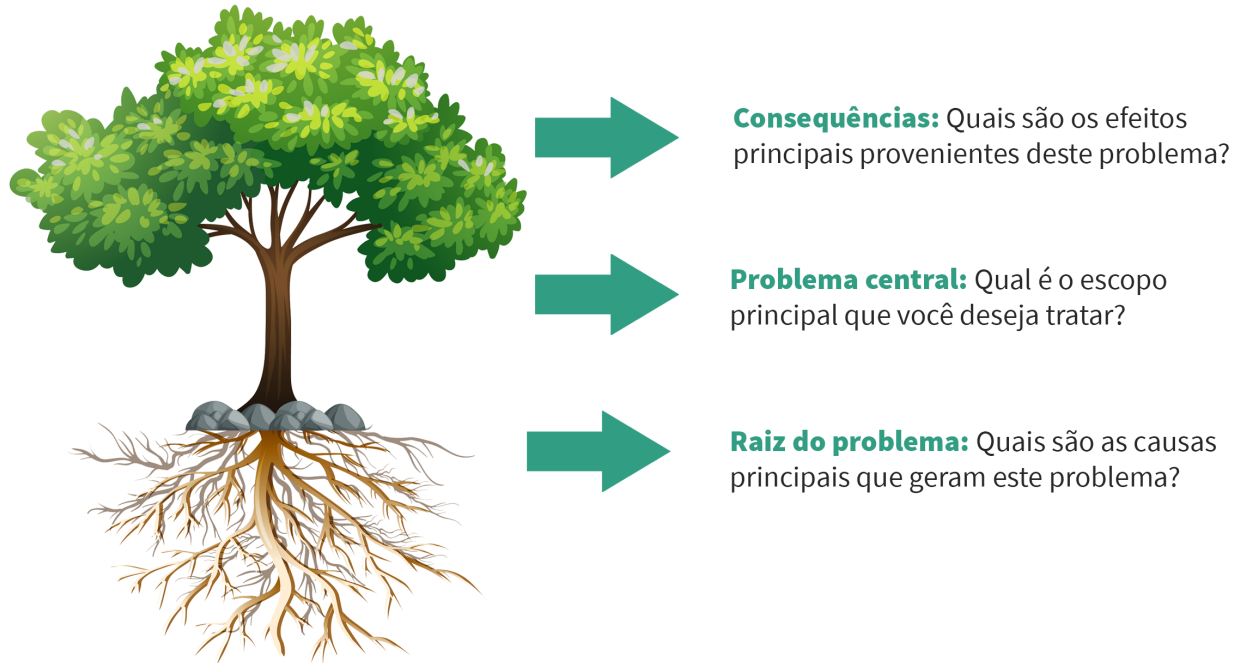 Consequências: Quais são os efeitos
principais provenientes deste problema?
Problema central: Qual é o escopo
principal que você deseja tratar?
Raiz do problema: Quais são as causas
principais que geram este problema?